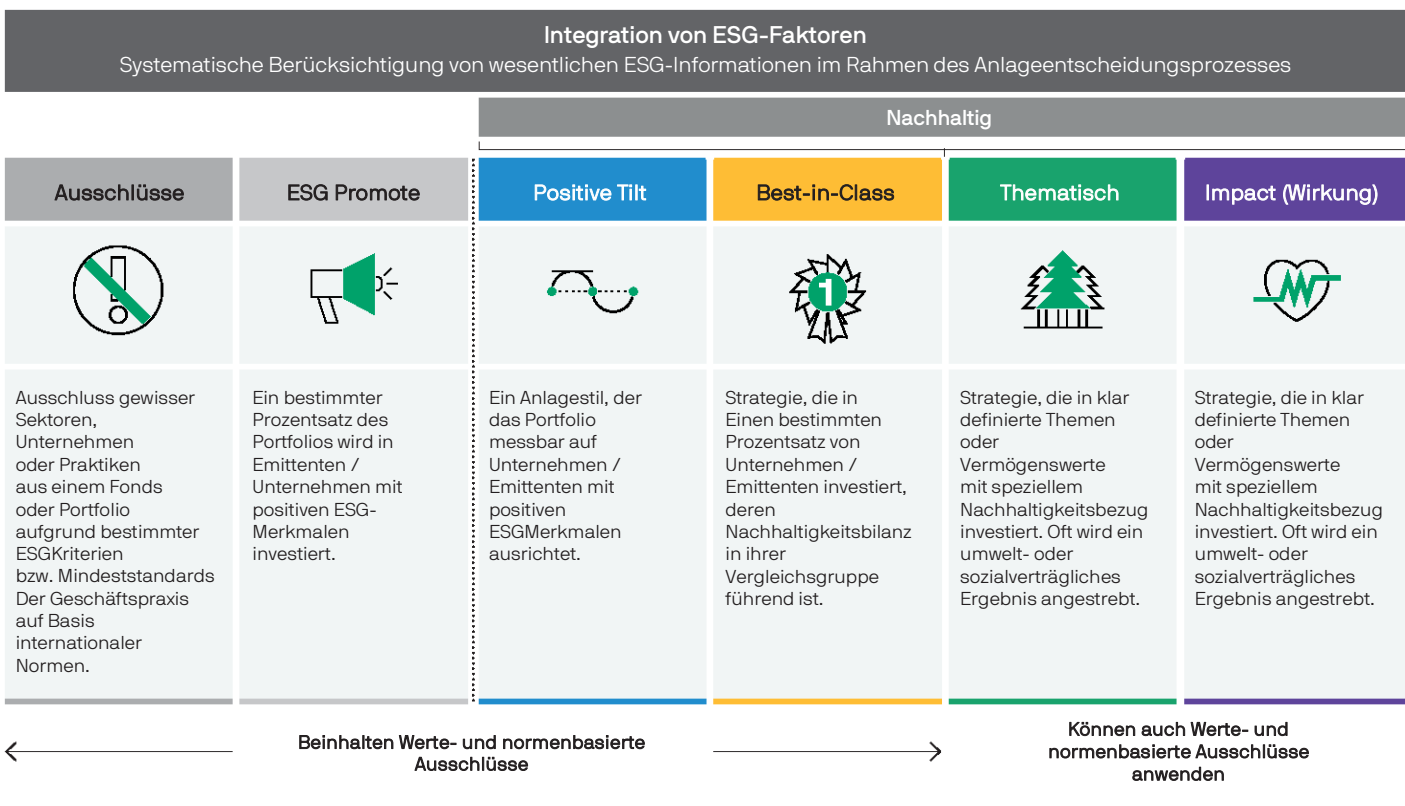 Integration von ESG-Faktoren
Systematische Berücksichtigung von wesentlichen ESG-Informationen im Rahmen des Anlageentscheidungsprozesses
Nachhaltig
Ausschlüsse
ESG Promote
Positive Tilt
Best-in-Class
Thematisch
Impact (Wirkung)
1
Ausschluss gewisser
Sektoren,
Unternehmen
oder Praktiken
aus einem Fonds
oder Portfolio
aufgrund bestimmter
ESGKriterien
bzw. Mindeststandards
Der Geschäftspraxis
auf Basis
internationaler
Normen.
Ein bestimmter
Prozentsatz des
Portfolios wird in
Emittenten /
Unternehmen mit
positiven ESG-
Merkmalen
investiert.
Ein Anlagestil, der
das Portfolio
messbar auf
Unternehmen /
Emittenten mit
positiven
ESGMerkmalen
ausrichtet.
Strategie, die in
Einen bestimmten
Prozentsatz von
Unternehmen /
Emittenten investiert,
deren
Nachhaltigkeitsbilanz
in ihrer
Vergleichsgruppe
führend ist.
Strategie, die in klar
definierte Themen
oder
Vermögenswerte
mit speziellem
Nachhaltigkeitsbezug
investiert. Oft wird ein
umwelt- oder
sozialverträgliches
Ergebnis angestrebt.
Strategie, die in klar
definierte Themen
oder
Vermögenswerte
mit speziellem
Nachhaltigkeitsbezug
investiert. Oft wird ein
umwelt- oder
sozialverträgliches
Ergebnis angestrebt.
Beinhalten Werte- und normenbasierte
Ausschlüsse
Können auch Werte- und
normenbasierte Ausschlüsse
anwenden